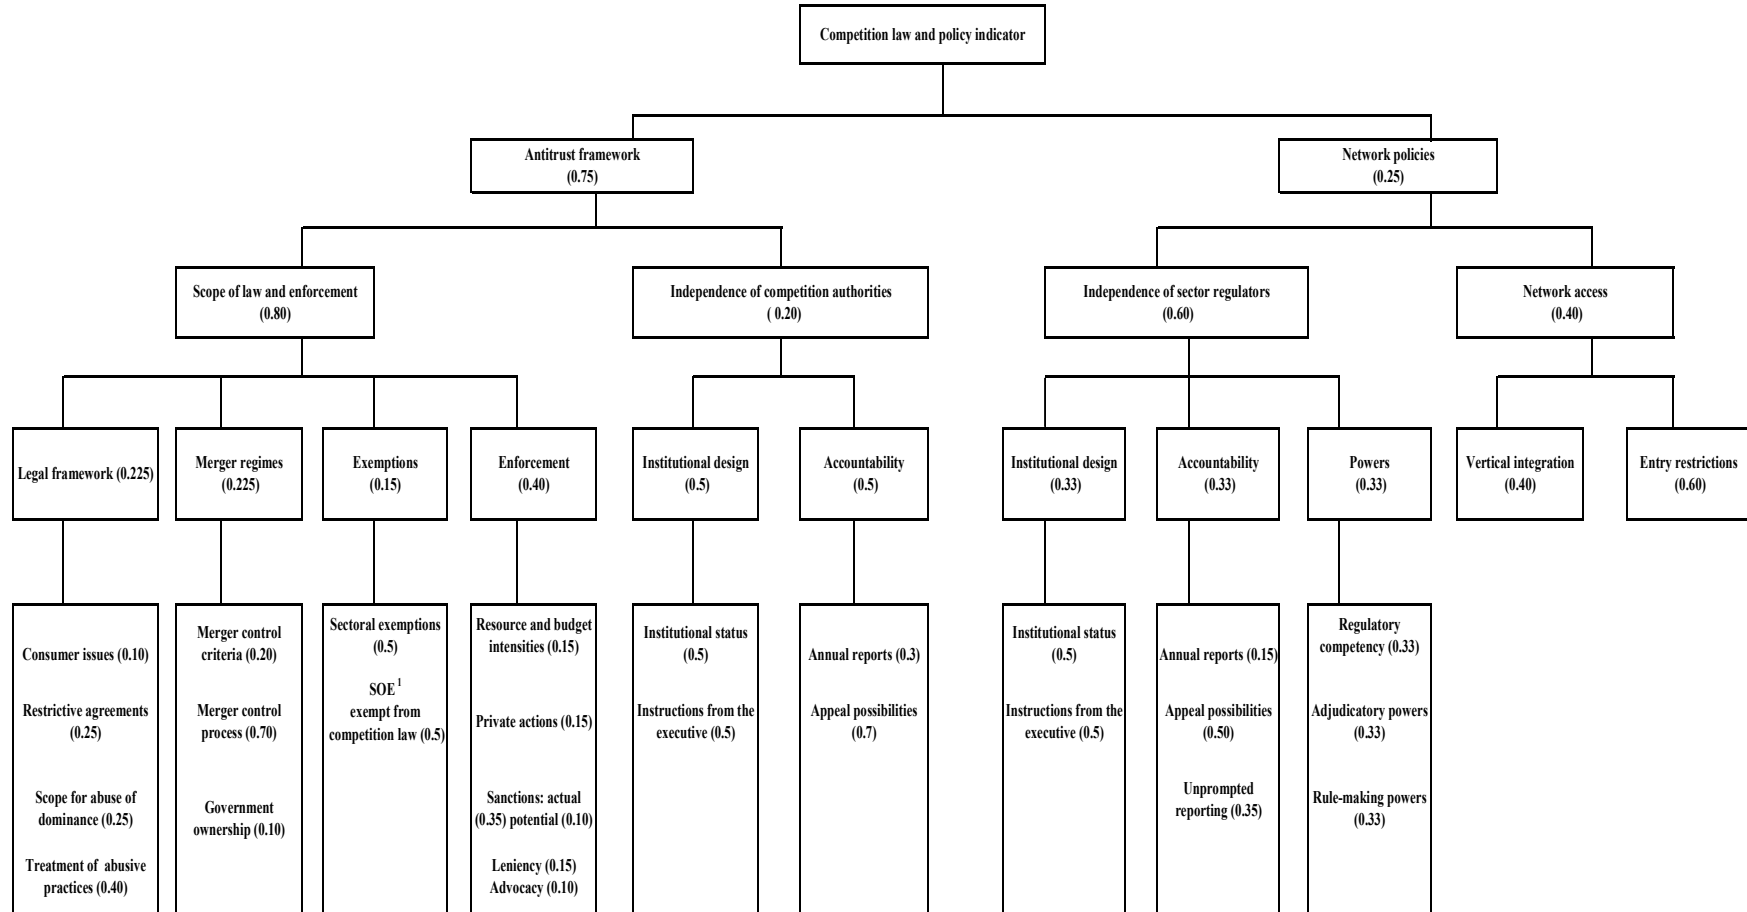 Competition law and policy indicator
Antitrust framework
(0.75)
Network policies
(0.25)
Scope of law and enforcement
(0.80)
Independence of competition authorities
( 0.20)
Independence of sector regulators
(0.60)
Network access
(0.40)
Legal framework (0.225)
Merger regimes
(0.225)
Exemptions
(0.15)
Enforcement
(0.40)
Institutional design
(0.5)
Accountability
(0.5)
Institutional design
(0.33)
Accountability
(0.33)
Powers
(0.33)
Vertical integration
(0.40)
Entry restrictions
(0.60)
Consumer issues (0.10)
Restrictive agreements
(0.25)
Scope for abuse of
dominance (0.25)
Treatment of abusive
practices (0.40)
Merger control
criteria (0.20)
Merger control
process (0.70)
Government
ownership (0.10)
Sectoral exemptions
(0.5)
SOE 1
exempt from
competition law (0.5)
Resource and budget
intensities (0.15)
Private actions (0.15)
Sanctions: actual
(0.35) potential (0.10)
Leniency (0.15)
Advocacy (0.10)
Institutional status
(0.5)
Instructions from the
executive (0.5)
Annual reports (0.3)
Appeal possibilities
(0.7)
Institutional status
(0.5)
Instructions from the
executive (0.5)
Annual reports (0.15)
Appeal possibilities
(0.50)
Unprompted
reporting (0.35)
Regulatory
competency (0.33)
Adjudicatory powers
(0.33)
Rule-making powers
(0.33)